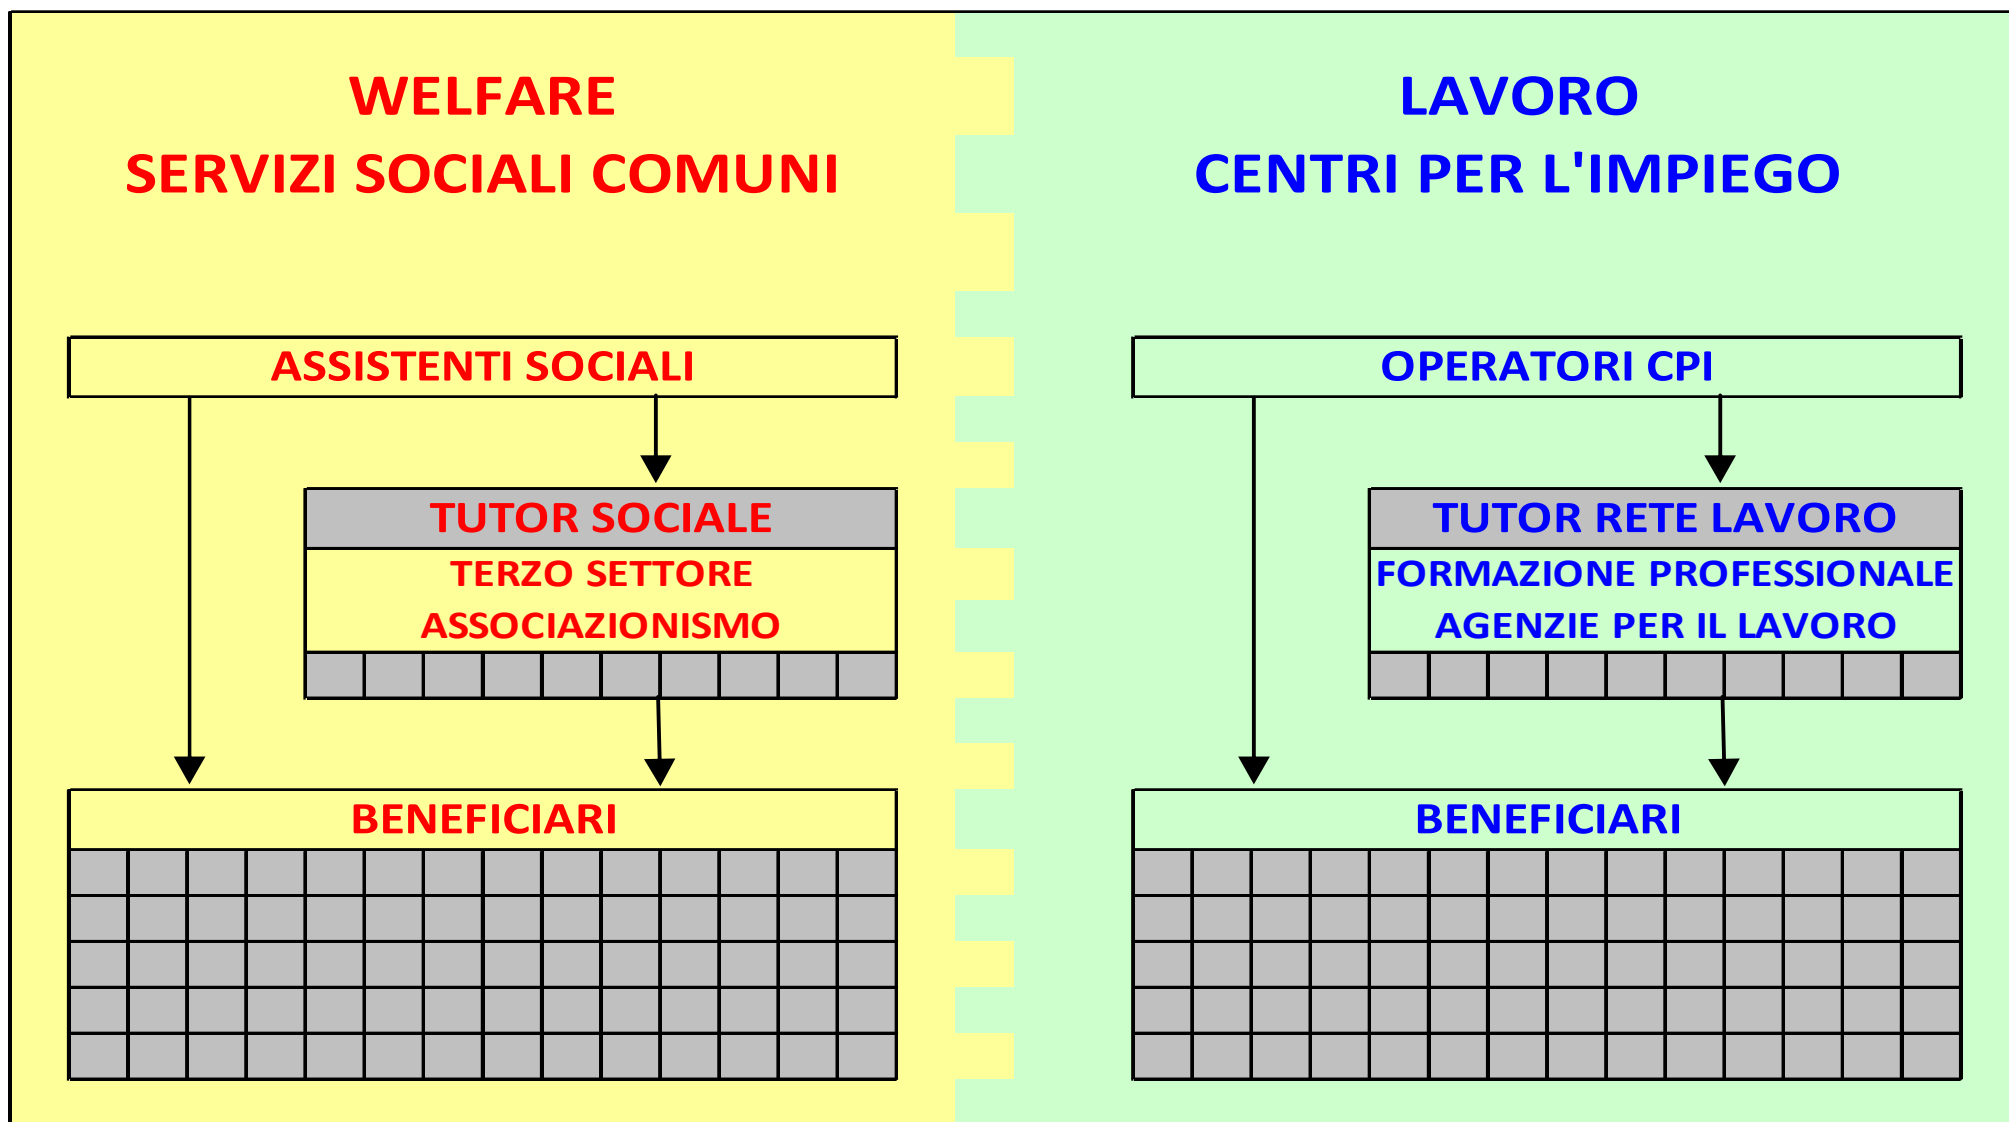 WELFARE
SERVIZI SOCIALI COMUNI
ASSISTENTI SOCIALI
TUTOR SOCIALE
TERZO SETTORE
ASSOCIAZIONISMO
BENEFICIARI
LAVORO
CENTRI PER L'IMPIEGO
OPERATORI CPI
TUTOR RETE LAVORO
FORMAZIONE PROFESSIONALE
AGENZIE PER IL LAVORO
BENEFICIARI